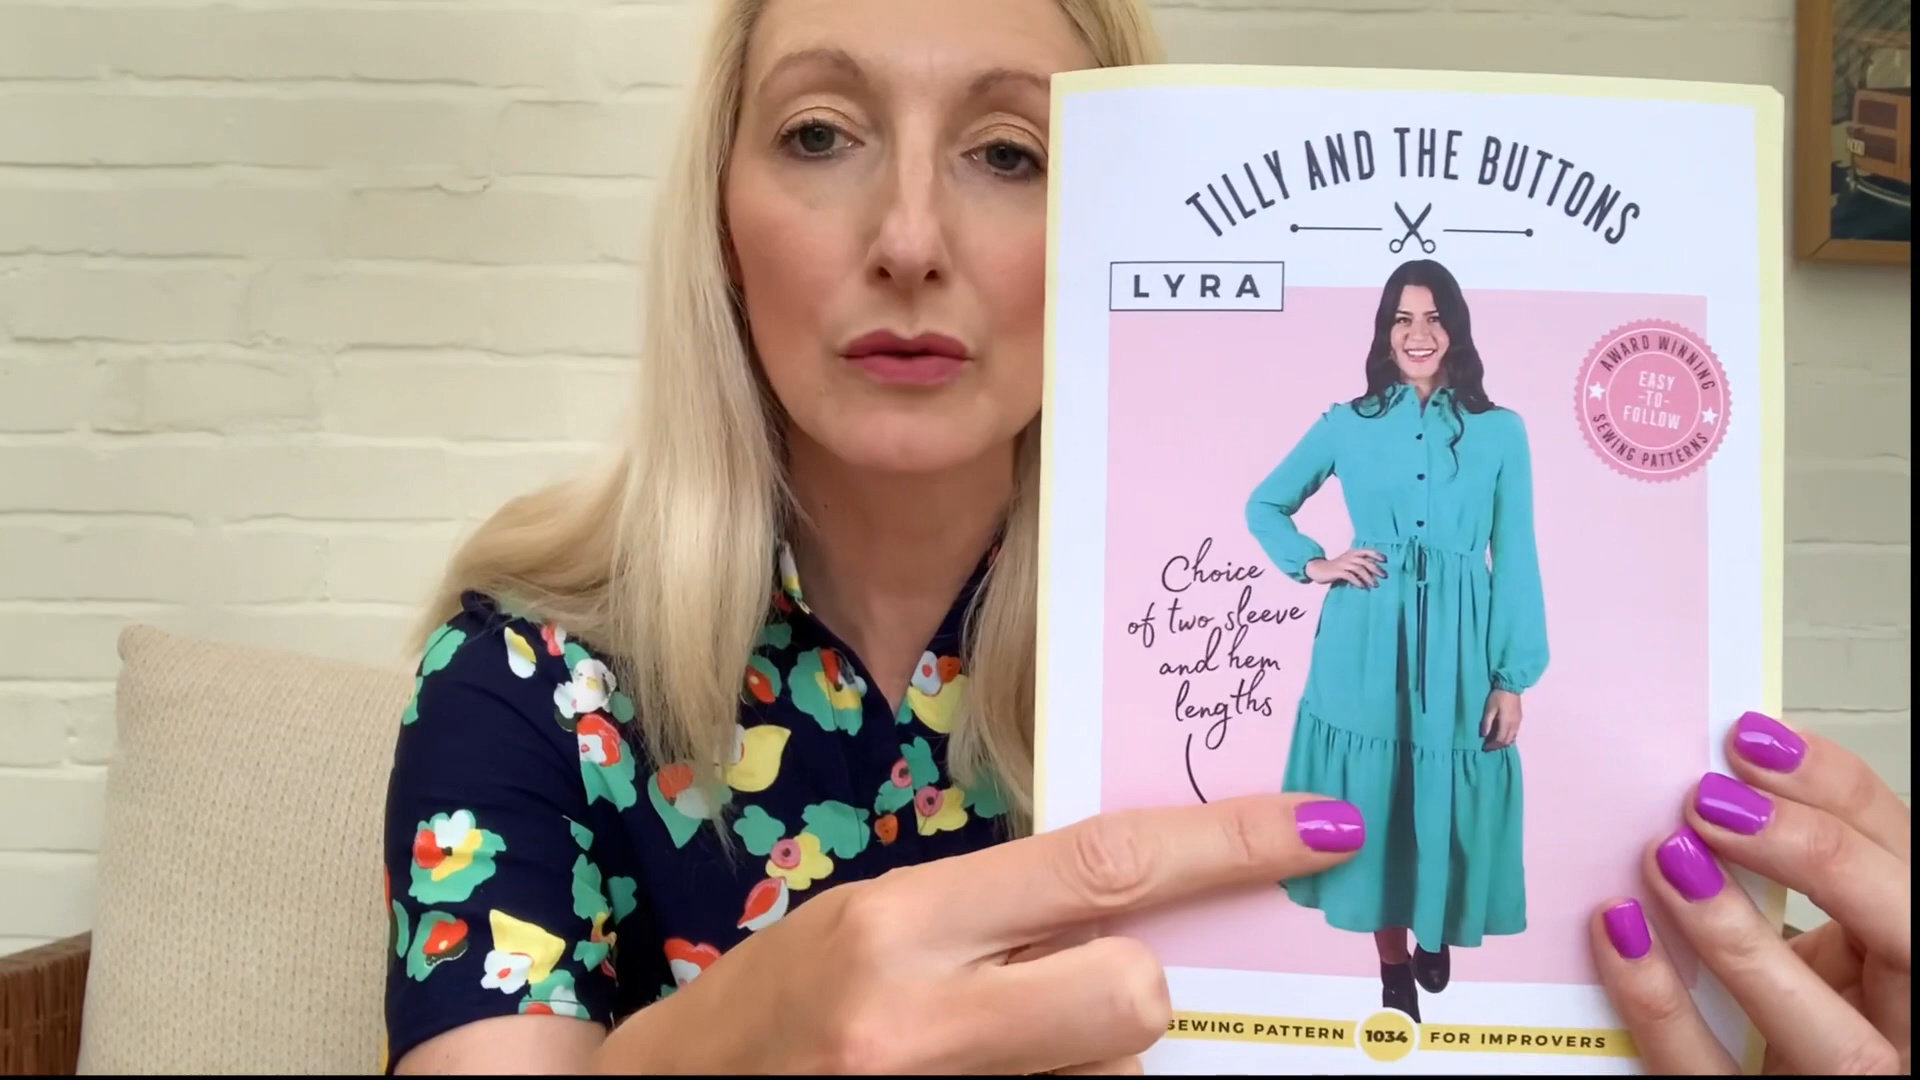 TILLY AND THE BUTTONS
LYRA
AWARD WINNING
EASY
-TO-
FOLLOW
SEWING PATTERNS
Choice
of two sleeve
and hem
lengths
SEWING PATTERN 1034 FOR IMPROVERS